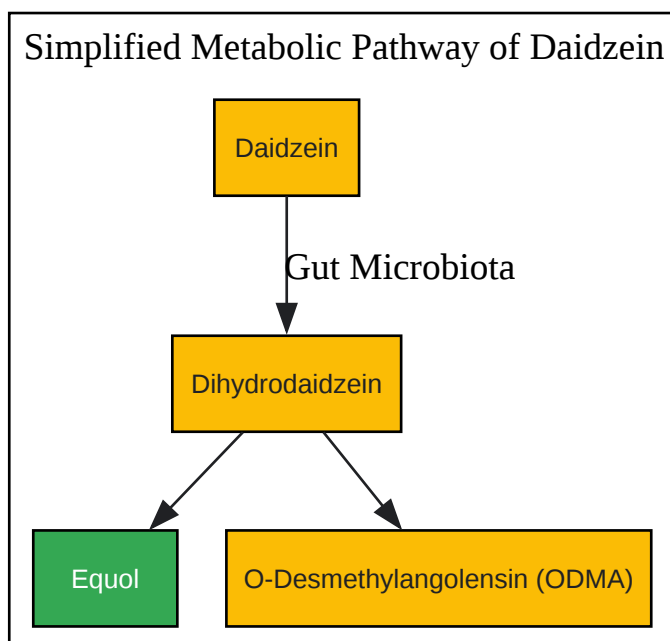 Simplified Metabolic Pathway of Daidzein
Daidzein
Gut Microbiota
Dihydrodaidzein
Equol
O-Desmethylangolensin (ODMA)